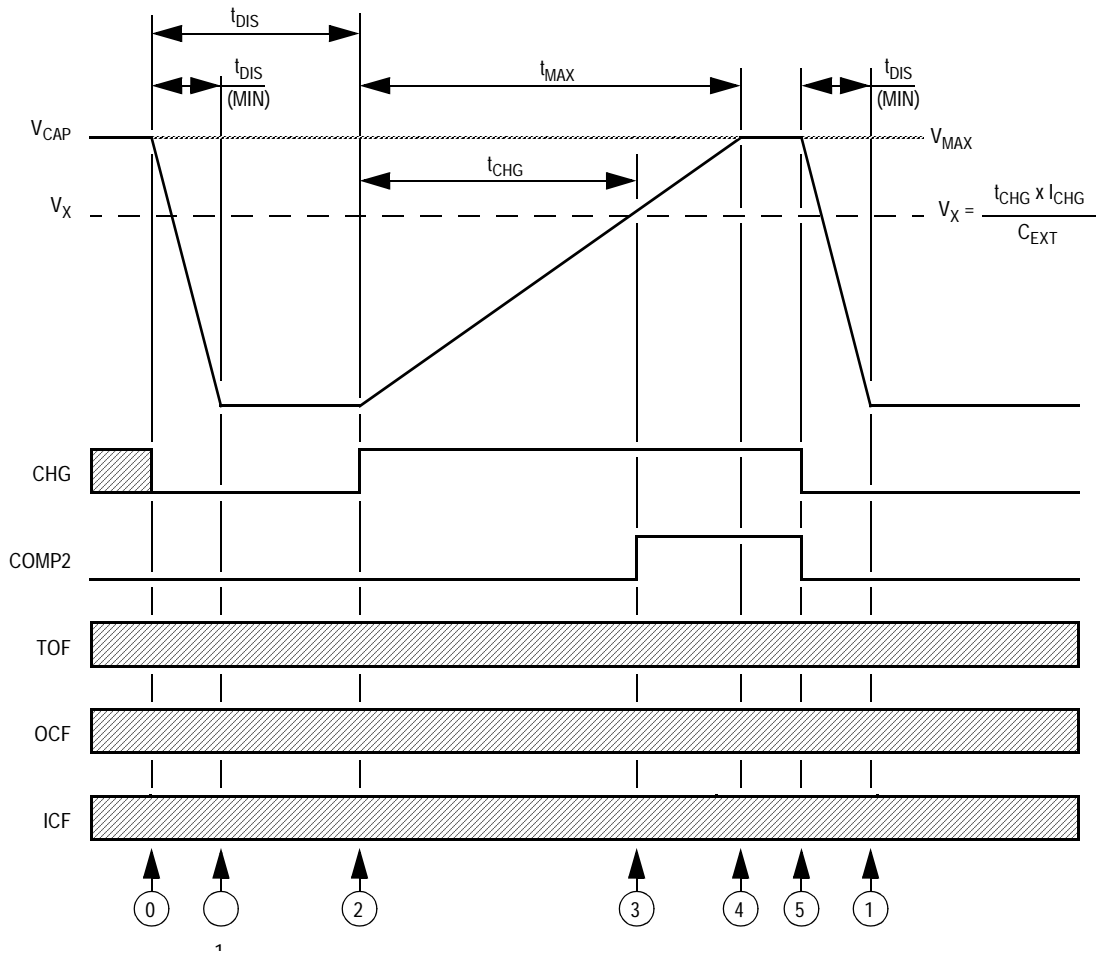 tDIS
tDIS
(MIN)
tMAX
tDIS
(MIN)
VCAP
VMAX
tCHG
VX
VX = tCHG x ICHG
CEXT
CHG
COMP2
TOF
OCF
ICF
0
2
3
4
5
1
1